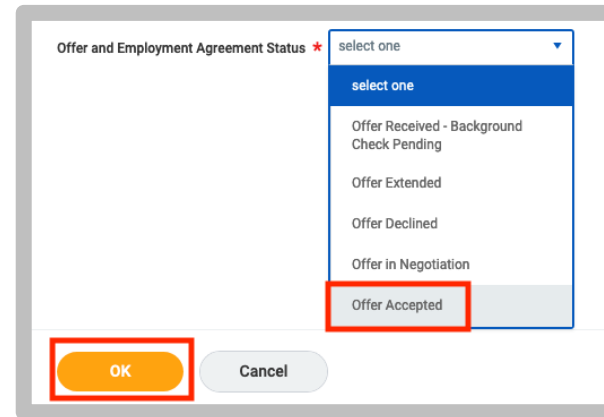 Offer and Employment Agreement Status * select one
select one
Offer Received - Background
Check Pending
Offer Extended
Offer Declined
Offer in Negotiation
Offer Accepted
OK Cancel